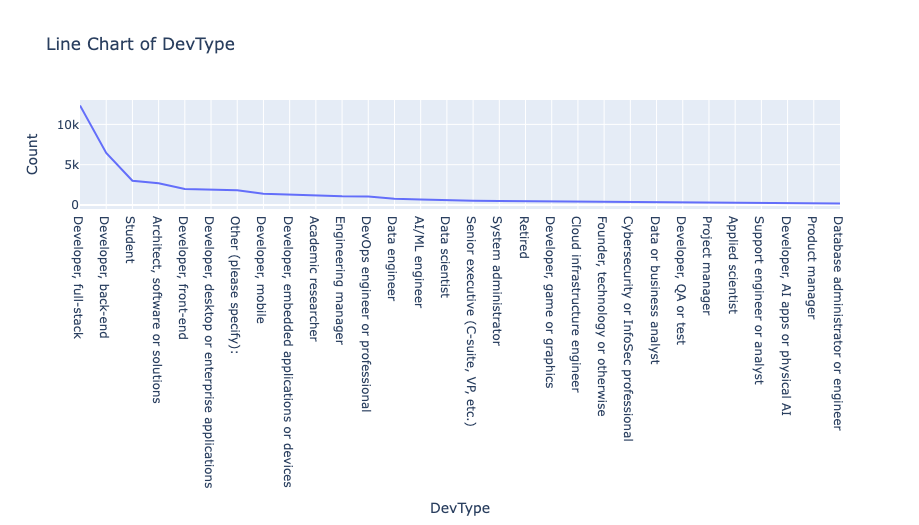 Line Chart of DevType
Count
10k
5k
0
Developer, full-stack
Developer, back-end
Student
Architect, software or solutions
Developer, front-end
Developer, desktop or enterprise applications
Other (please specify):
Developer, mobile
Developer, embedded applications or devices
Academic researcher
Engineering manager
DevOps engineer or professional
Data engineer
AI/ML engineer
Data scientist
Senior executive (C-suite, VP, etc.)
System administrator
Retired
Developer, game or graphics
Cloud infrastructure engineer
Founder, technology or otherwise
Cybersecurity or InfoSec professional
Data or business analyst
Developer, QA or test
Project manager
Applied scientist
Support engineer or analyst
Developer, AI apps or physical AI
Product manager
Database administrator or engineer
DevType